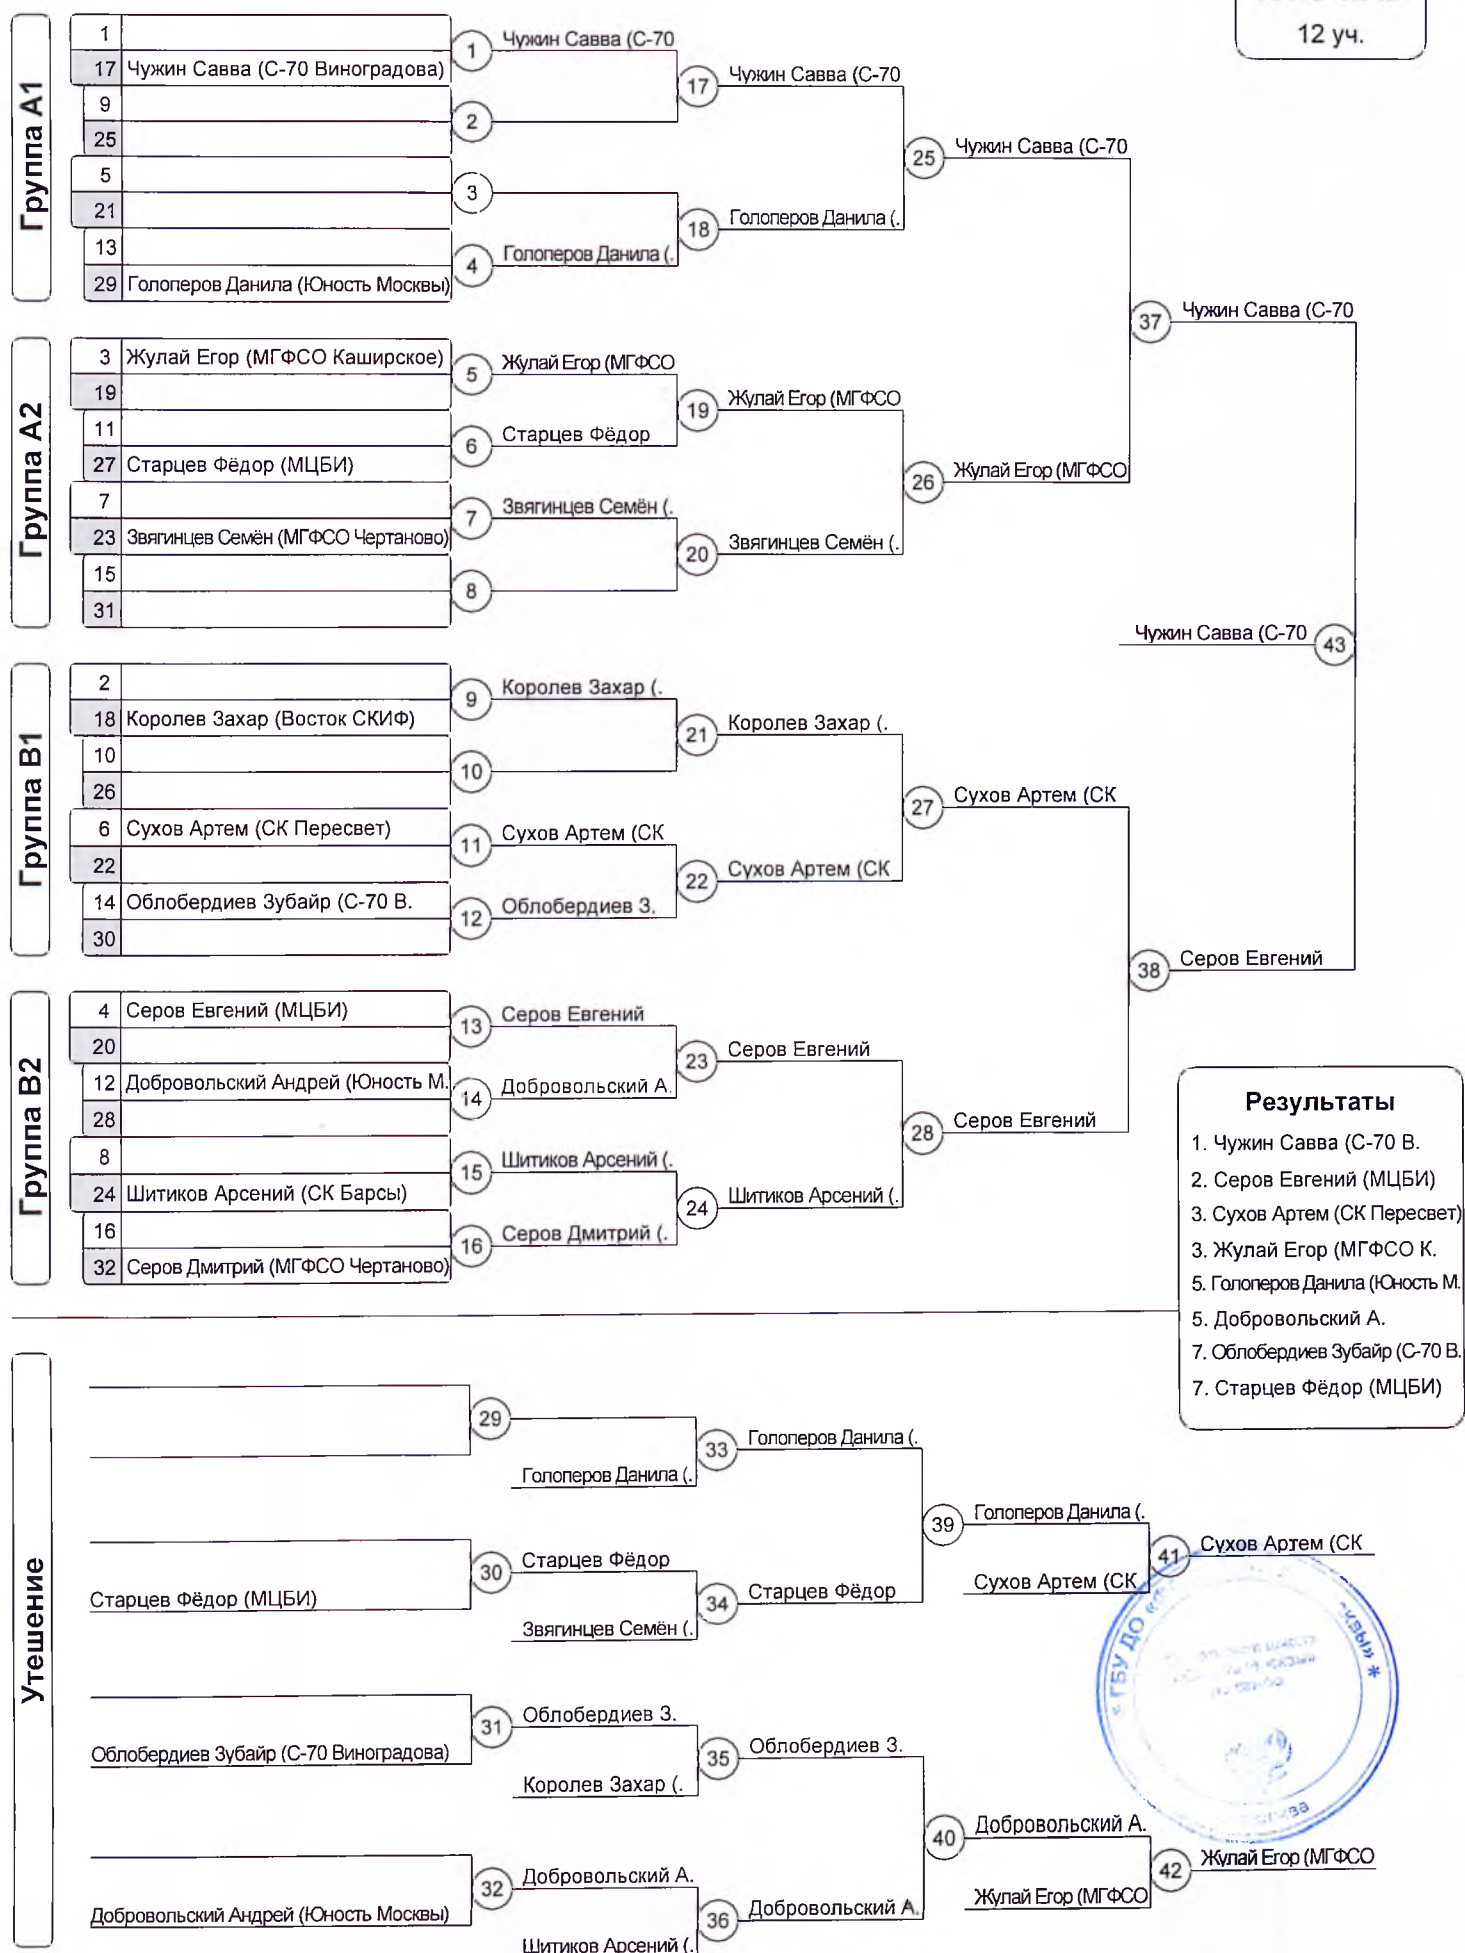 12 уч.
Группа А1
1
17 Чужин Савва (С-70 Виноградова)
9
25
5
21
13
29 Голоперов Данила (Юность Москвы)
1 Чужин Савва (С-70
2
3
4 Голоперов Данила (.
17 Чужин Савва (С-70
18 Голоперов Данила (.
25 Чужин Савва (С-70
Группа А2
3 Жулай Егор (МГФСО Каширское)
19
11
27 Старцев Фёдор (МЦБИ)
7
23 Звягинцев Семён (МГФСО Чертаново)
15
31
5 Жулай Егор (МГФСО
6 Старцев Фёдор
7 Звягинцев Семён (.
8
19 Жулай Егор (МГФСО
20 Звягинцев Семён (.
26 Жулай Егор (МГФСО
37 Чужин Савва (С-70
Чужин Савва (С-70 43
Группа В1
2
18 Королев Захар (Восток СКИФ)
10
26
6 Сухов Артем (СК Пересвет)
22
14 Облобердиев Зубайр (С-70 В.
30
9 Королев Захар (.
10
11 Сухов Артем (СК
12 Облобердиев З.
21 Королев Захар (.
22 Сухов Артем (СК
27 Сухов Артем (СК
38 Серов Евгений
Группа В2
4 Серов Евгений (МЦБИ)
20
12 Добровольский Андрей (Юность М.
28
8
24 Шитиков Арсений (СК Барсы)
16
32 Серов Дмитрий (МГФСО Чертаново)
13 Серов Евгений
14 Добровольский А.
15 Шитиков Арсений (.
16 Серов Дмитрий (.
23 Серов Евгений
24 Шитиков Арсений (.
28 Серов Евгений
Результаты
1. Чужин Савва (С-70 В.
2. Серов Евгений (МЦБИ)
3. Сухов Артем (СК Пересвет)
3. Жулай Егор (МГФСО К.
5. Голоперов Данила (Юность М.
5. Добровольский А.
7. Облобердиев Зубайр (С-70 В.
7. Старцев Фёдор (МЦБИ)
Утешение
29
Голоперов Данила (.
33 Голоперов Данила (.
Старцев Фёдор (МЦБИ)
30 Старцев Фёдор
Звягинцев Семён (.
34 Старцев Фёдор
39 Голоперов Данила (.
Сухов Артем (СК
41 Сухов Артем (СК
Облобердиев Зубайр (С-70 Виноградова)
31 Облобердиев З.
Королев Захар (.
35 Облобердиев З.
Добровольский Андрей (Юность Москвы)
32 Добровольский А.
Шитиков Арсений (.
36 Добровольский А.
40 Добровольский А.
Жулай Егор (МГФСО
42 Жулай Егор (МГФСО
ГБУ ДО